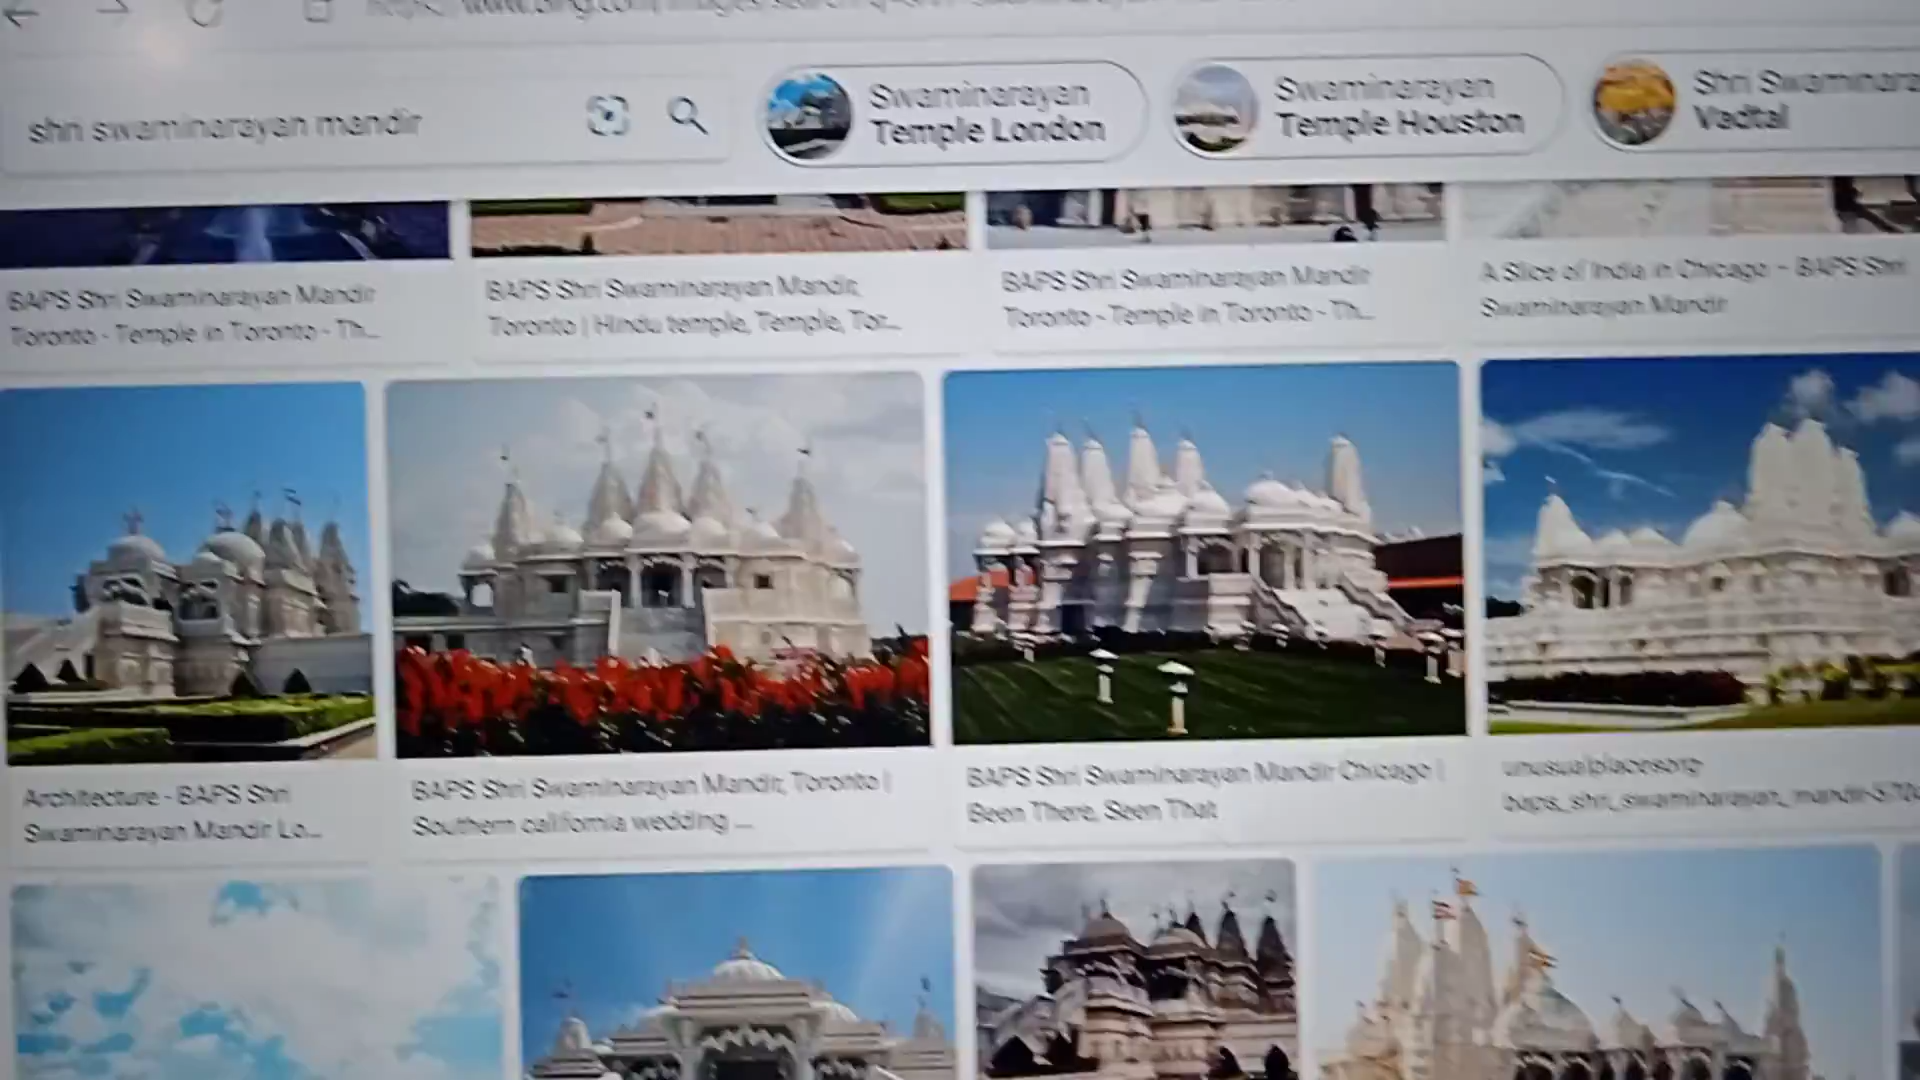 shri swaminarayan mandir
Swaminarayan
Temple London
Swaminarayan
Temple Houston
Shri Swaminara
Vadtal
BAPS Shri Swaminarayan Mandir
Toronto - Temple in Toronto - Th...
BAPS Shri Swaminarayan Mandir,
Toronto | Hindu temple, Temple, Tor...
BAPS Shri Swaminarayan Mandir
Toronto - Temple in Toronto - Th...
A Slice of India in Chicago – BAPS Shri
Swaminarayan Mandir
Architecture - BAPS Shri
Swaminarayan Mandir Lo...
BAPS Shri Swaminarayan Mandir, Toronto |
Southern california wedding ...
BAPS Shri Swaminarayan Mandir Chicago |
Been There, Seen That
unusualplacesorg
baps_shri_swaminarayan_mandir-570x